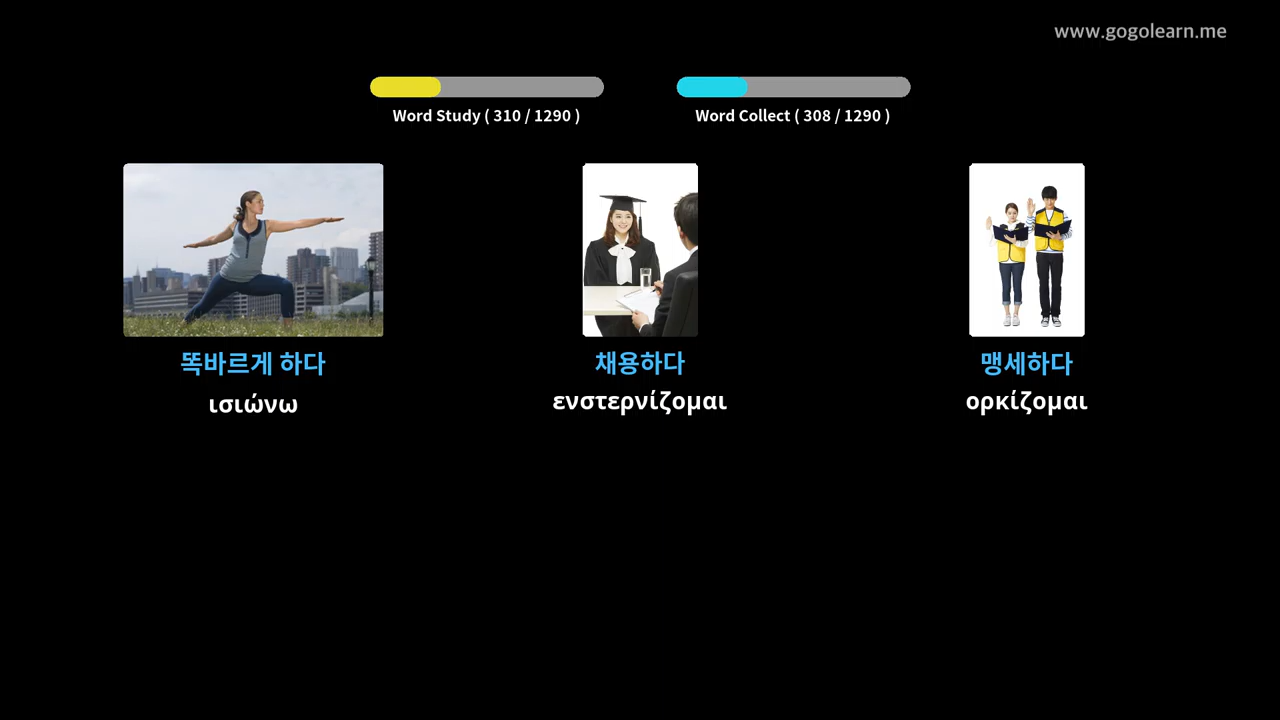 www.gogolearn.me
Word Study ( 310 / 1290 )
Word Collect ( 308 / 1290 )
똑바르게 하다
ισιώνω
채용하다
ενστερνίζομαι
맹세하다
ορκίζομαι